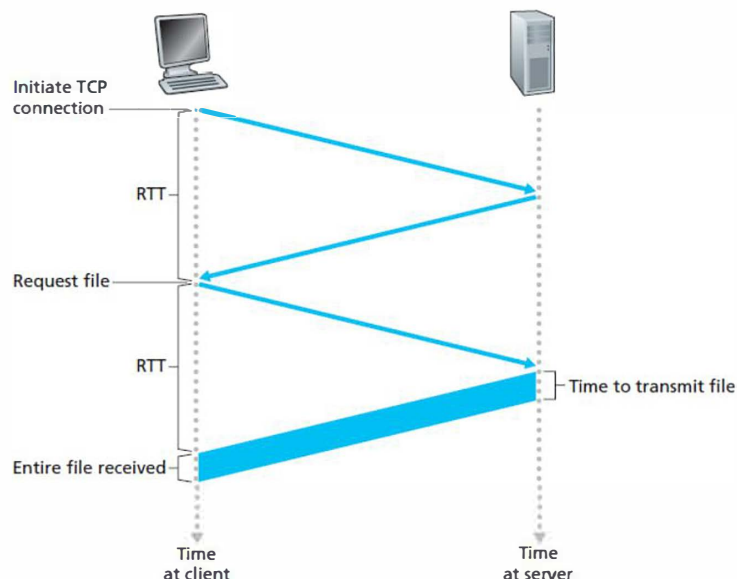 Initiate TCP
connection
RTT
Request file
RTT
Time to transmit file
Entire file received
Time
at client
Time
at server